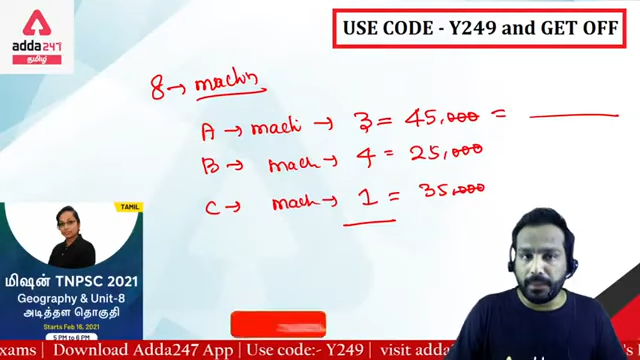 USE CODE - Y249 and GET OFF
adda247
தமிழ்
8 → machin
A → machi → 3 = 45,000 =
B → mach → 4 = 25,000
C → mach → 1 = 35,000
TAMIL
மிஷன் TNPSC 2021
Geography & Unit-8
அடித்தள தொகுதி
Starts Feb 16, 2021
5 PM to 6 PM
exams | Download Adda247 App | Use code:- Y249 | visit adda